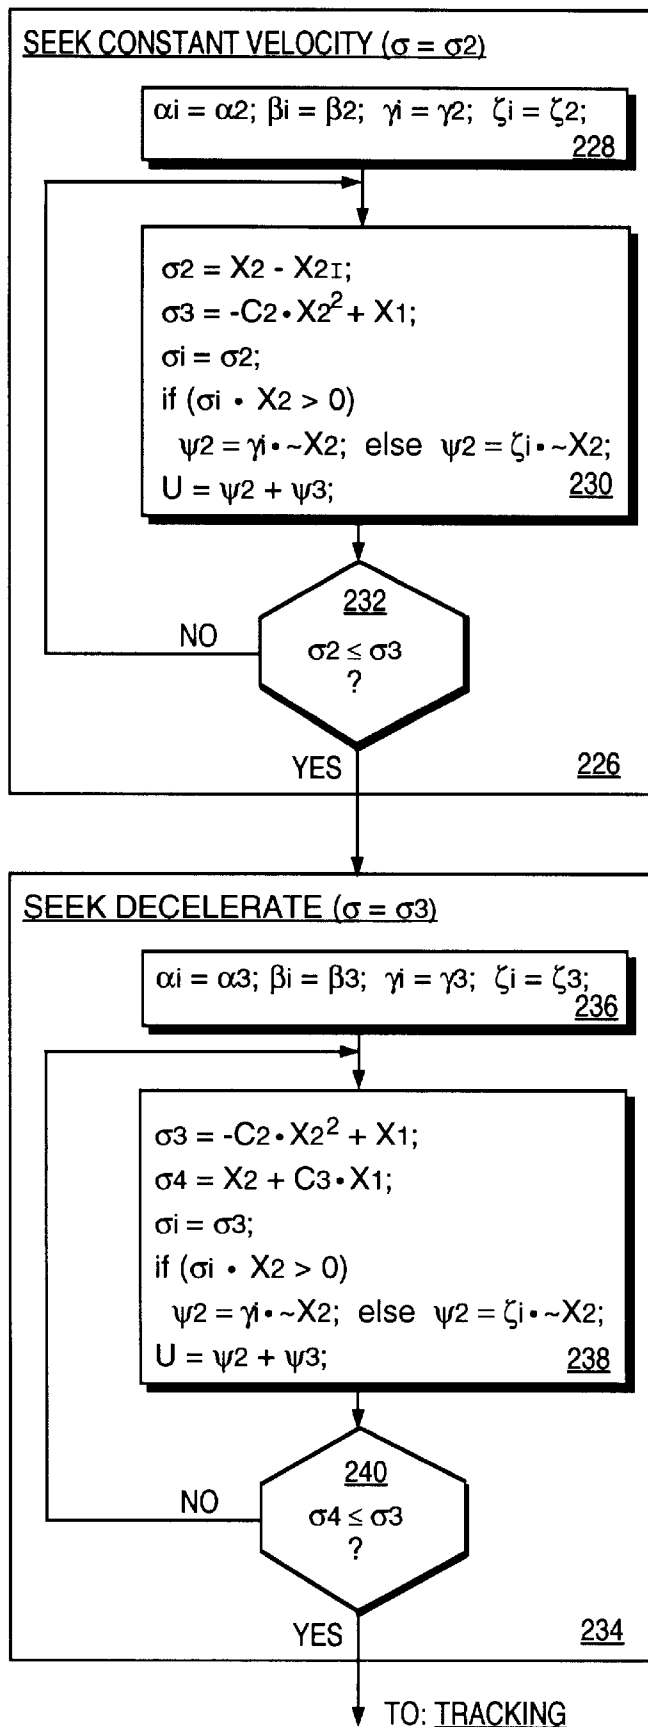 SEEK CONSTANT VELOCITY (σ = σ2)
αi = α2; βi = β2; γi = γ2; ζi = ζ2;
228
σ2 = X2 - X2I;
σ3 = -C2 • X2² + X1;
σi = σ2;
if (σi • X2 > 0)
ψ2 = γi • ~X2; else ψ2 = ζi • ~X2;
U = ψ2 + ψ3;
230
232
NO
σ2 ≤ σ3
?
YES
226
SEEK DECELERATE (σ = σ3)
αi = α3; βi = β3; γi = γ3; ζi = ζ3;
236
σ3 = -C2 • X2² + X1;
σ4 = X2 + C3 • X1;
σi = σ3;
if (σi • X2 > 0)
ψ2 = γi • ~X2; else ψ2 = ζi • ~X2;
U = ψ2 + ψ3;
238
240
NO
σ4 ≤ σ3
?
YES
234
TO: TRACKING